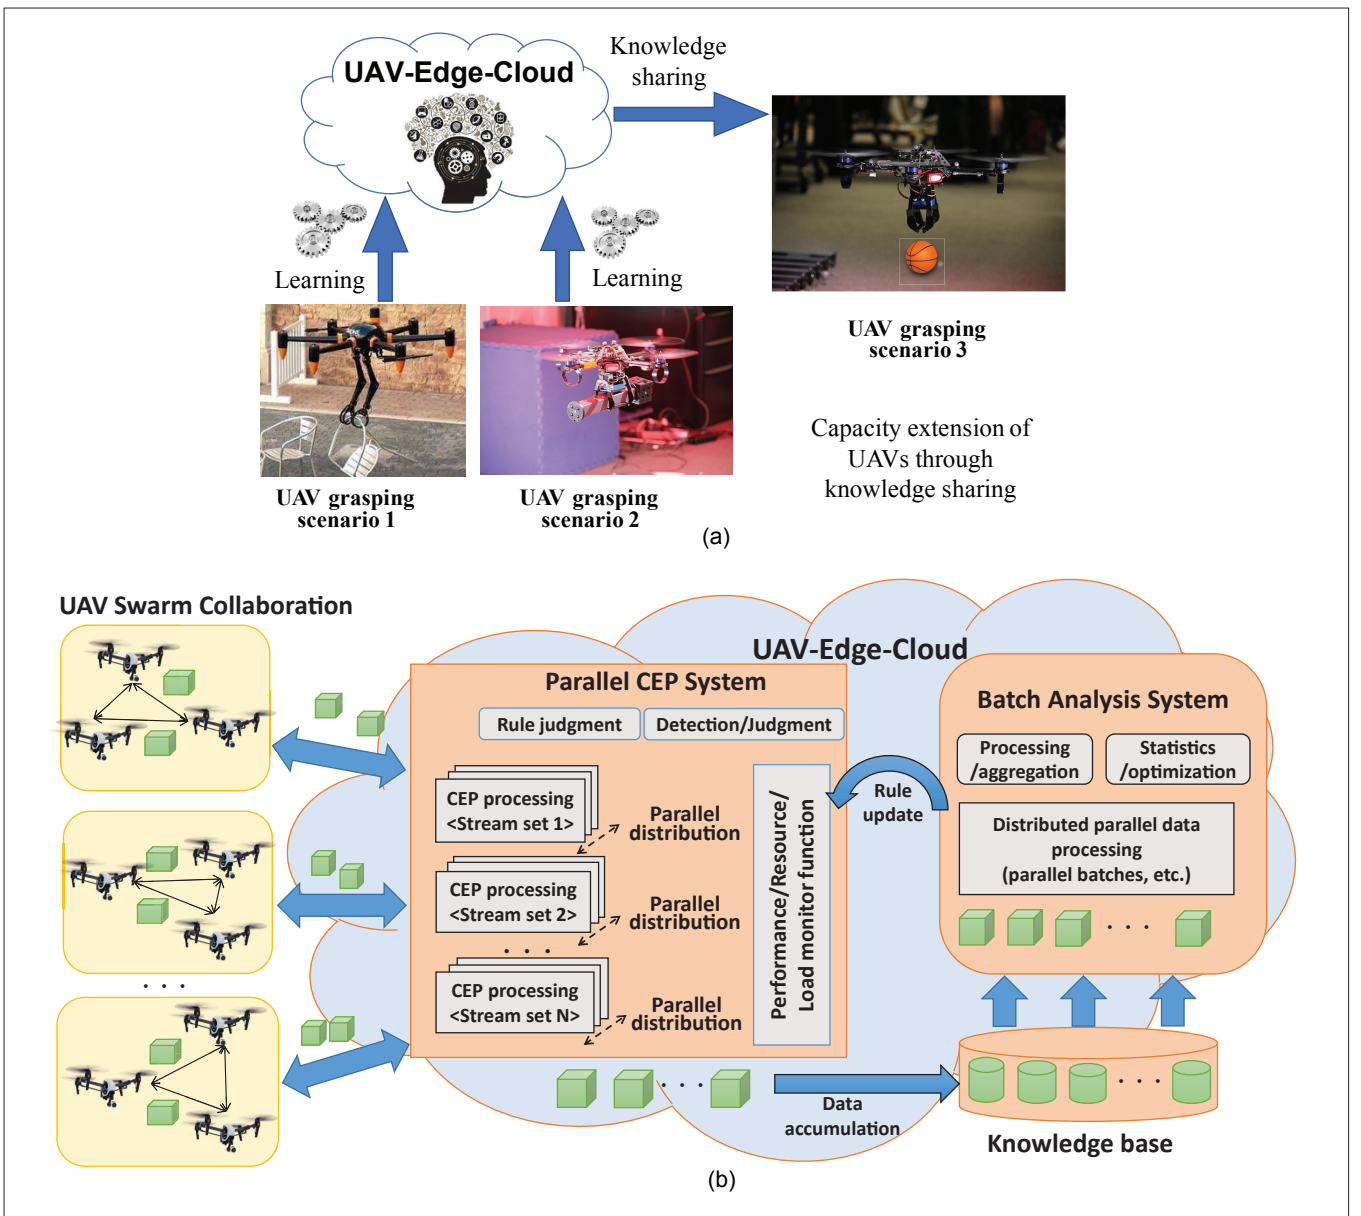 UAV-Edge-Cloud
Knowledge
sharing
Learning
Learning
UAV grasping
scenario 1
UAV grasping
scenario 2
UAV grasping
scenario 3
Capacity extension of
UAVs through
knowledge sharing
(a)
UAV Swarm Collaboration
UAV-Edge-Cloud
Parallel CEP System
Rule judgment
Detection/Judgment
CEP processing
<Stream set 1>
Parallel
distribution
CEP processing
<Stream set 2>
Parallel
distribution
. . .
CEP processing
<Stream set N>
Parallel
distribution
Performance/Resource/
Load monitor function
Rule
update
Batch Analysis System
Processing
/aggregation
Statistics
/optimization
Distributed parallel data
processing
(parallel batches, etc.)
. . .
. . .
. . .
Data
accumulation
. . .
Knowledge base
(b)